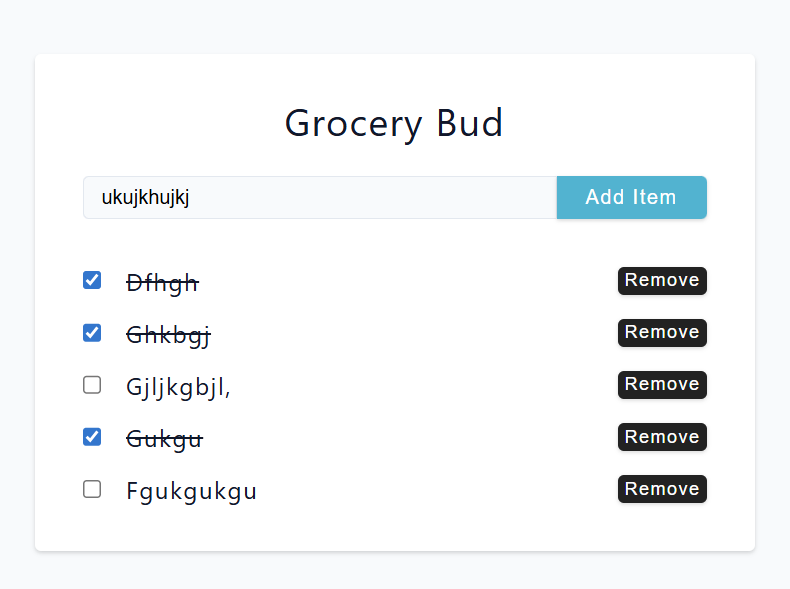 Grocery Bud
ukujkhujkj Add Item
Dfhgh Remove
Ghkbgj Remove
Gjljkgbjl, Remove
Gukgu Remove
Fgukgukgu Remove